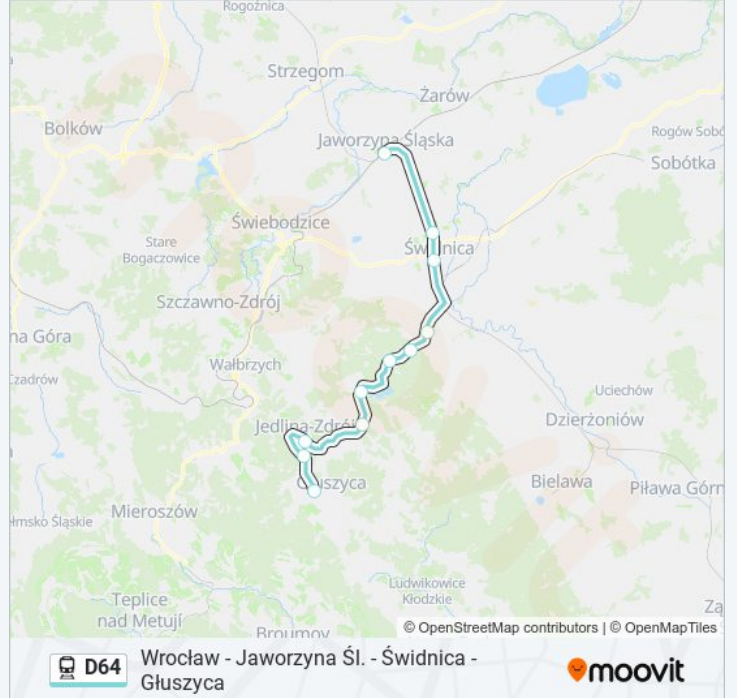 Rogoźnica
Strzegom
Żarów
Bolków
Jaworzyna Śląska
Rogów Sobó
Sobótka
Świebodzice
Stare
Bogaczowice
Świdnica
Szczawno-Zdrój
na Góra
Wałbrzych
Czadrów
Uciechów
Jedlina-Zdrój
Dzierżoniów
Głuszyca
Bielawa
Piława Górn
łmsko Śląskie
Mieroszów
Ludwikowice
Kłodzkie
Teplice
nad Metují
Broumov
Zą
© OpenStreetMap contributors | © OpenMapTiles
D64
Wrocław - Jaworzyna Śl. - Świdnica -
Głuszyca
moovit